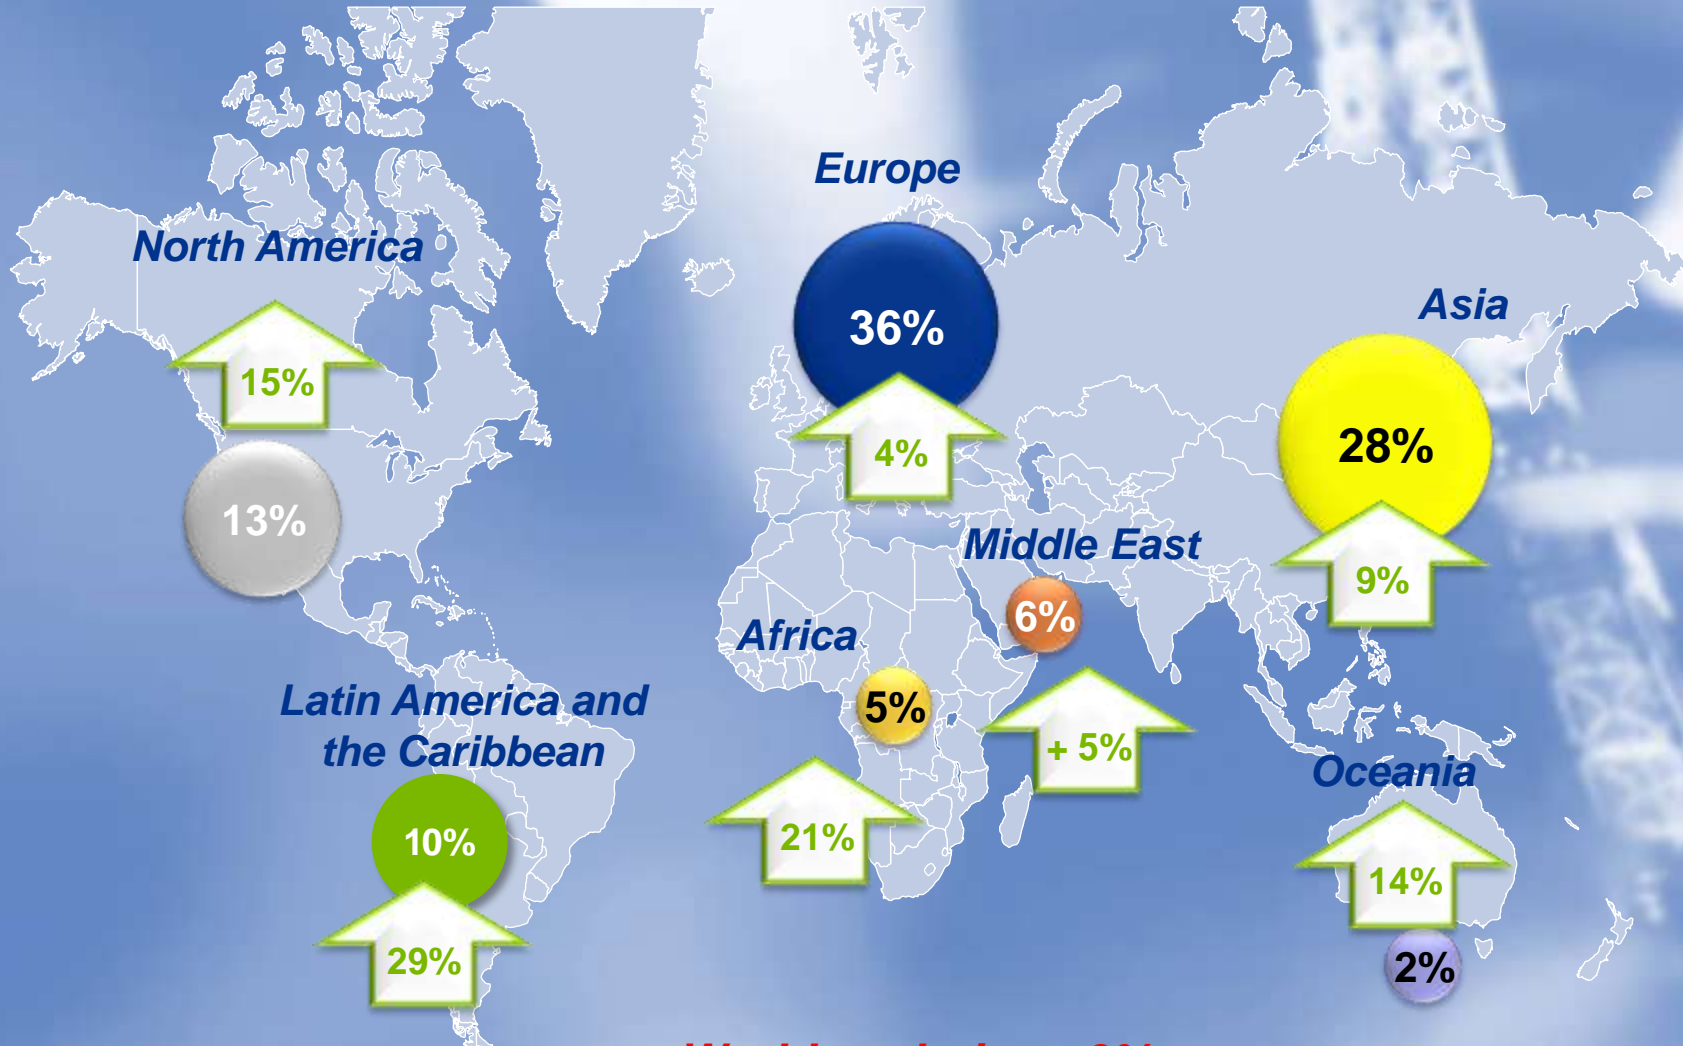 Europe
North America
36%
Asia
15%
4%
28%
13%
Middle East
9%
6%
Africa
5%
Latin America and
the Caribbean
+ 5%
Oceania
21%
10%
14%
29%
2%